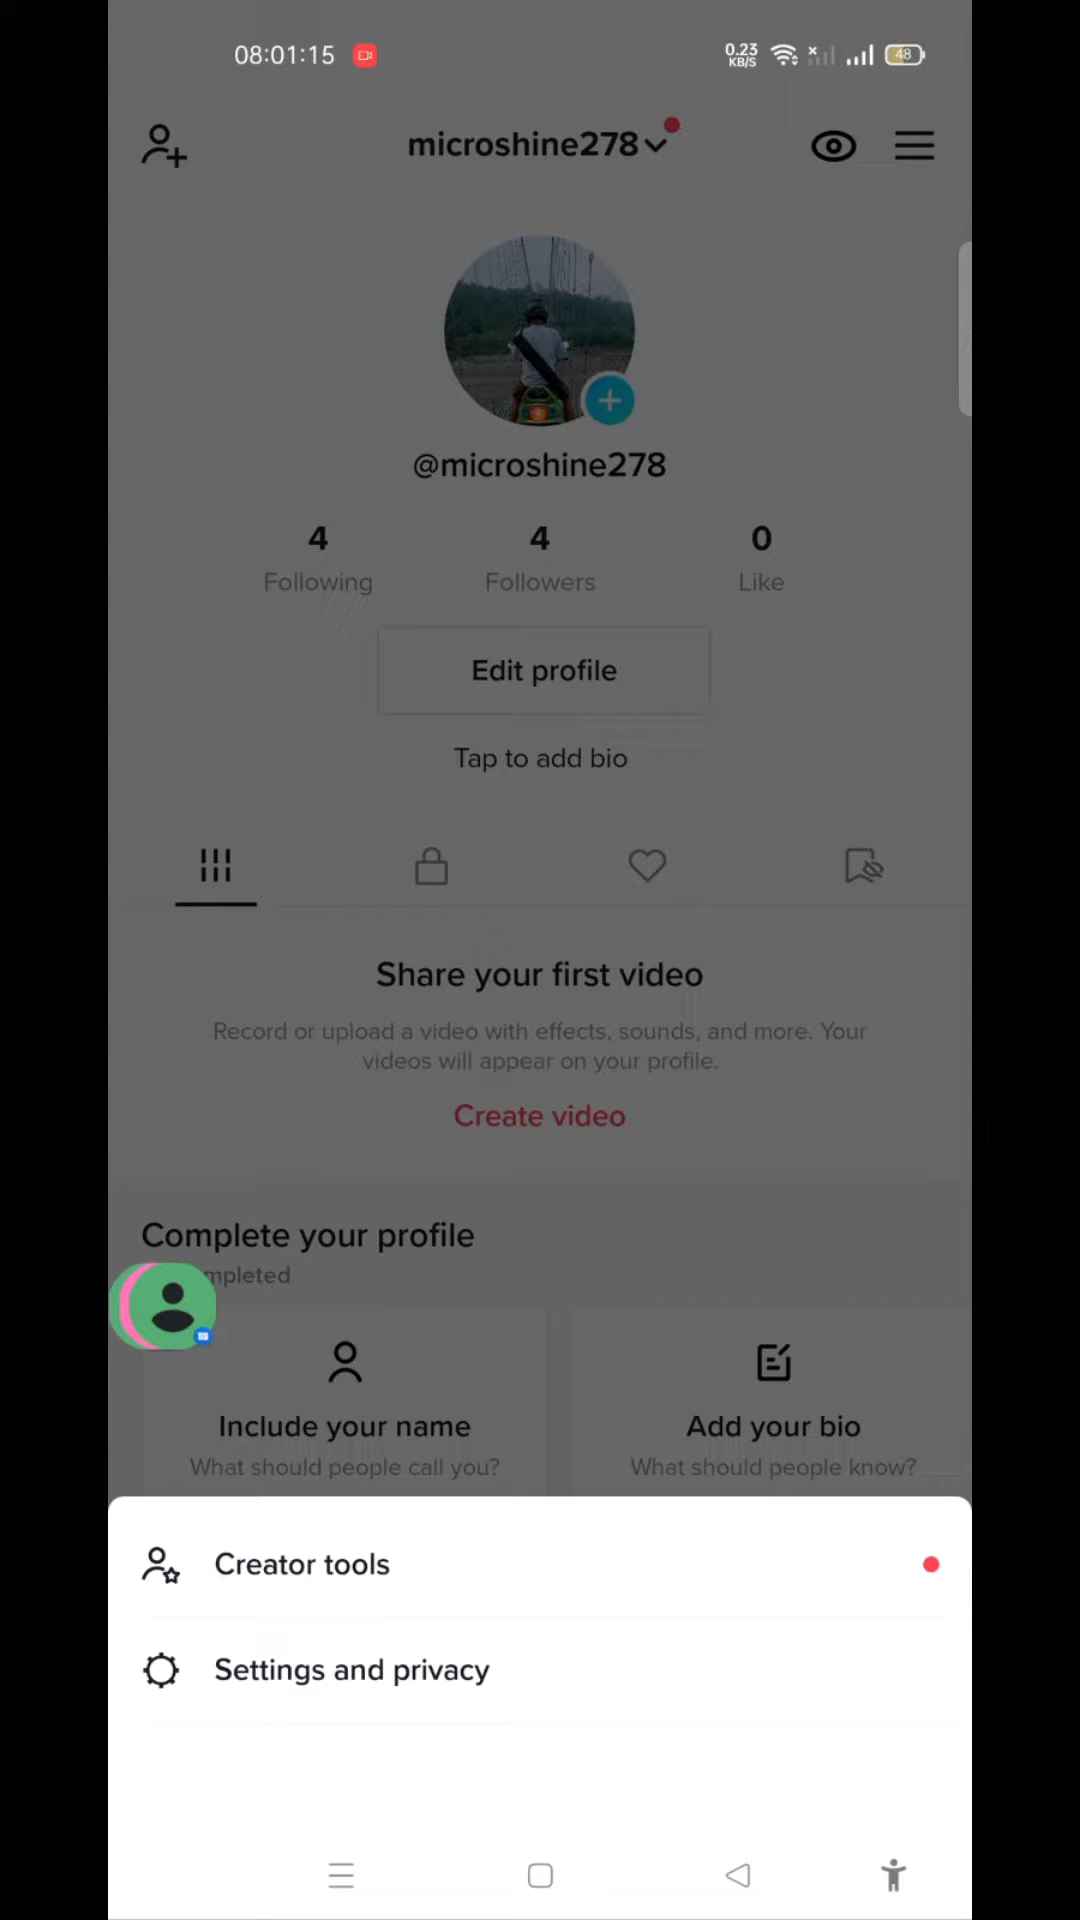 08:01:15
0.23
KB/S
48
microshine278
@microshine278
4
4
0
Following
Followers
Like
Edit profile
Tap to add bio
Share your first video
Record or upload a video with effects, sounds, and more. Your
videos will appear on your profile.
Create video
Complete your profile
mpleted
Include your name
Add your bio
What should people call you?
What should people know?
Creator tools
Settings and privacy